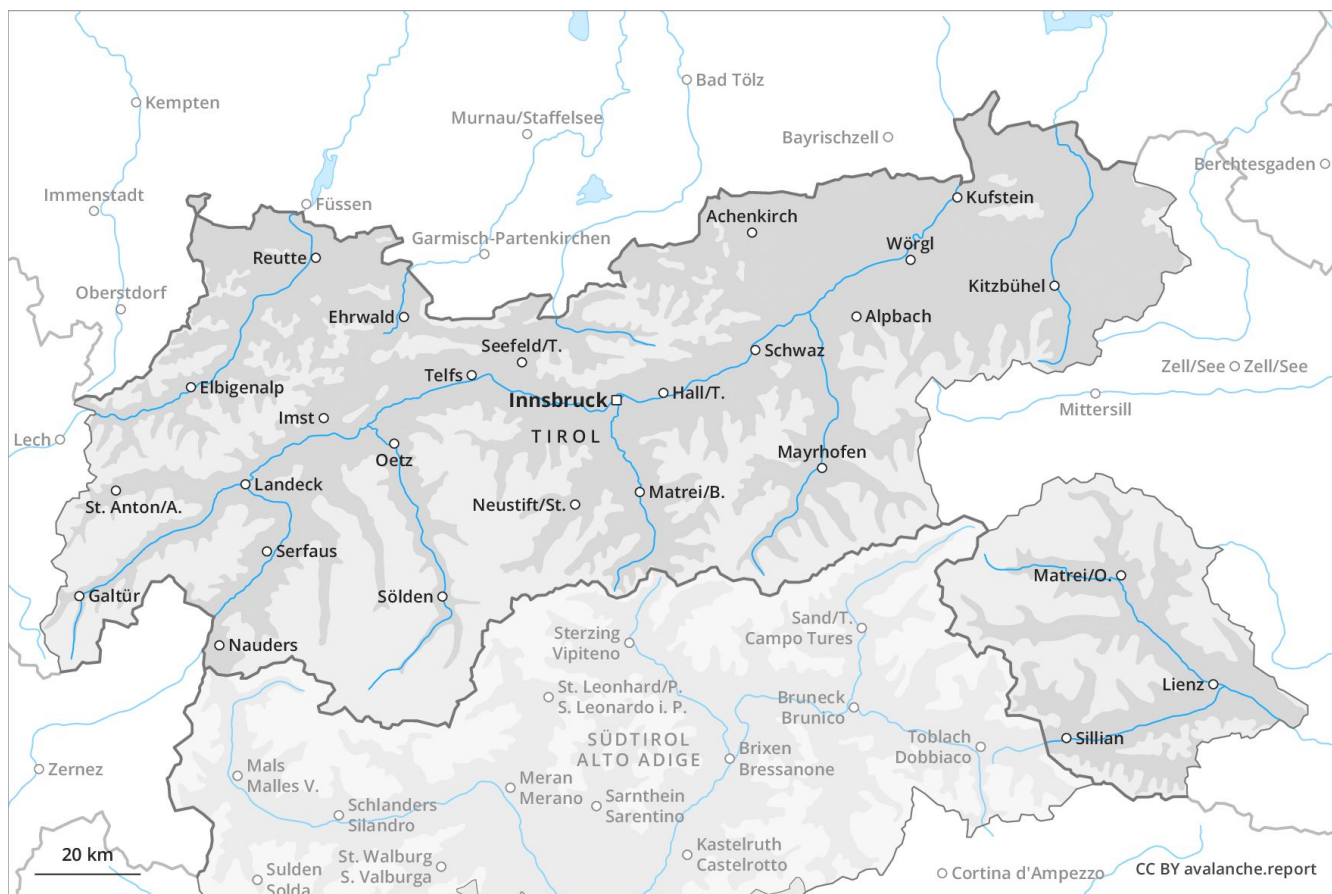 Kempten
Bad Tölz
Murnau/Staffelsee
Bayrischzell
Berchtesgaden
Immenstadt
Füssen
Kufstein
Achenkirch
Garmisch-Partenkirchen
Wörgl
Reutte
Kitzbühel
Oberstdorf
Ehrwald
Alpbach
Seefeld/T.
Schwaz
Telfs
Zell/See
Zell/See
Elbigenalp
Hall/T.
Innsbruck
Mittersill
Imst
TIROL
Lech
Oetz
Mayrhofen
Landeck
St. Anton/A.
Matrei/B.
Neustift/St.
Serfaus
Matrei/O.
Galtür
Sölden
Sand/T.
Campo Tures
Sterzing
Vipiteno
Nauders
Lienz
St. Leonhard/P.
S. Leonardo i. P.
Bruneck
Brunico
SÜDTIROL
ALTO ADIGE
Sillian
Toblach
Dobbiaco
Brixen
Bressanone
Zernez
Mals
Malles V.
Meran
Merano
Schlanders
Silandro
Sarnthein
Sarentino
Kastelruth
Castelrotto
20 km
St. Walburg
S. Valburga
Sulden
Solda
Cortina d'Ampezzo
CC BY avalanche.report